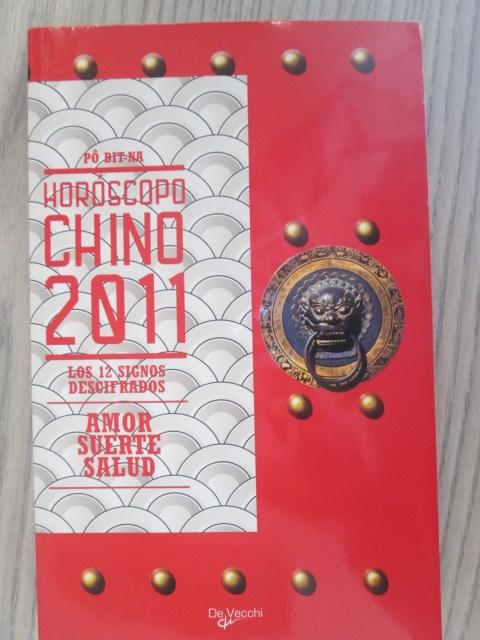 PÔ BIT-NA
HORÓSCOPO
CHINO
2011
LOS 12 SIGNOS
DESCIFRADOS
AMOR
SUERTE
SALUD
De Vecchi